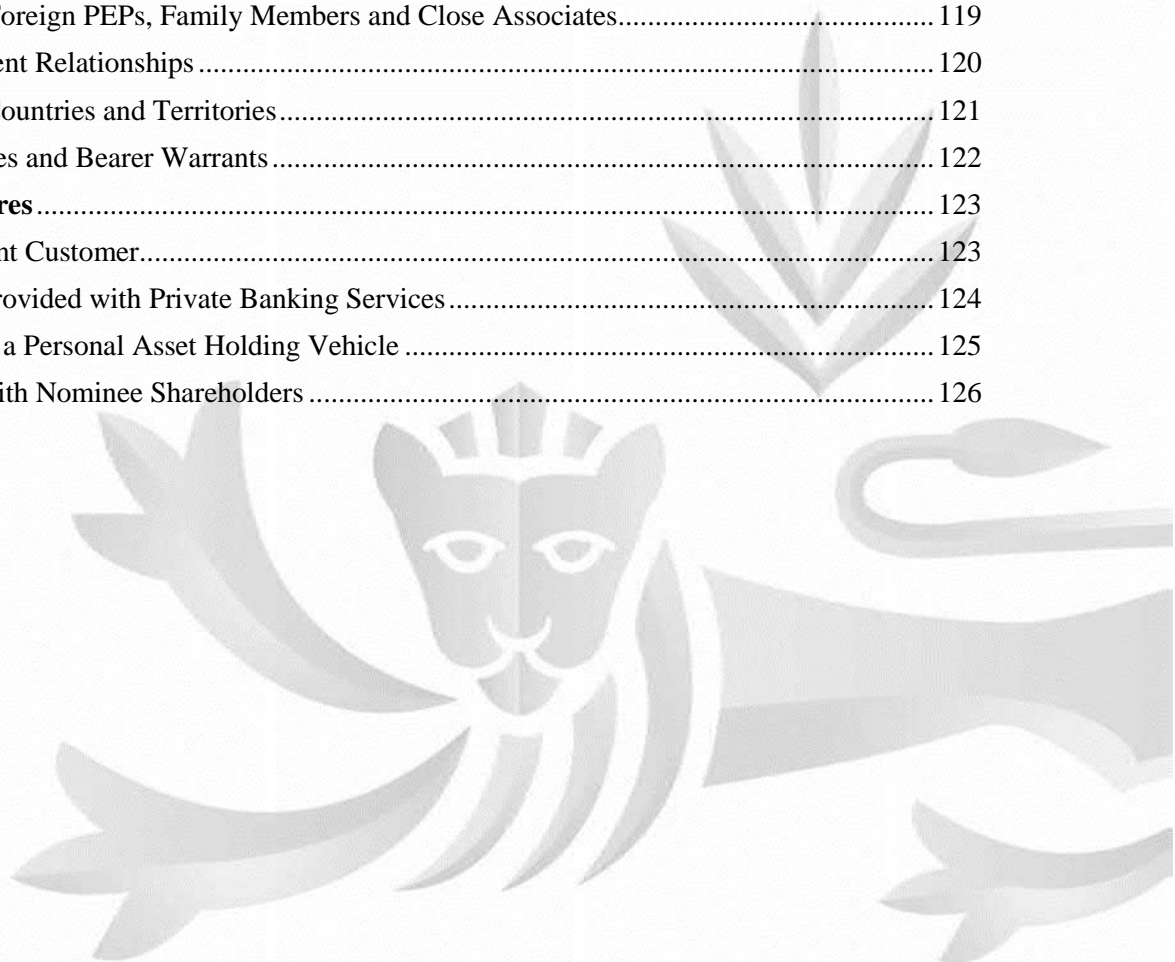 Foreign PEPs, Family Members and Close Associates.......................................... 119
ent Relationships.................................................................................................... 120
Countries and Territories........................................................................................ 121
es and Bearer Warrants.......................................................................................... 122
res............................................................................................................................ 123
nt Customer............................................................................................................ 123
rovided with Private Banking Services................................................................. 124
a Personal Asset Holding Vehicle......................................................................... 125
ith Nominee Shareholders..................................................................................... 126